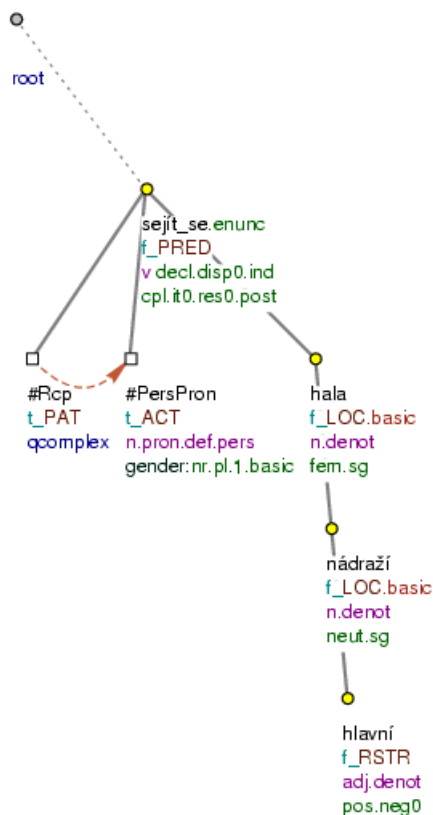 root
sejít_se.enunc
f_PRED
v decl.disp0.ind
cpl.it0.res0.post
#Rcp
t_PAT
qcomplex
#PersPron
t_ACT
n.pron.def.pers
gender:nr.pl.1.basic
hala
f_LOC.basic
n.denot
fem.sg
nádraží
f_LOC.basic
n.denot
neut.sg
hlavní
f_RSTR
adj.denot
pos.neg0